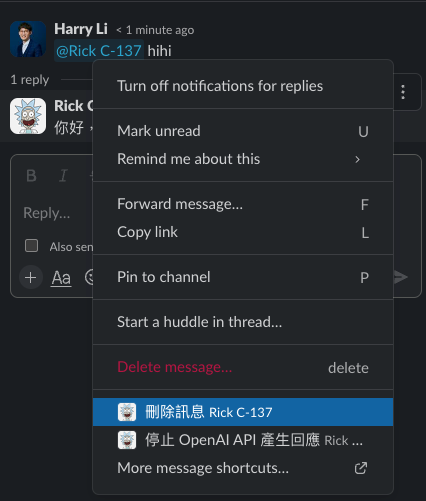 Harry Li < 1 minute ago
@Rick C-137 hihi
1 reply
Rick C
你好，
Turn off notifications for replies
Mark unread U
Remind me about this
Reply...
Forward message... F
Also sen
Copy link L
Aa
Pin to channel P
Start a huddle in thread...
Delete message... delete
刪除訊息 Rick C-137
停止 OpenAI API 產生回應 Rick ...
More message shortcuts...